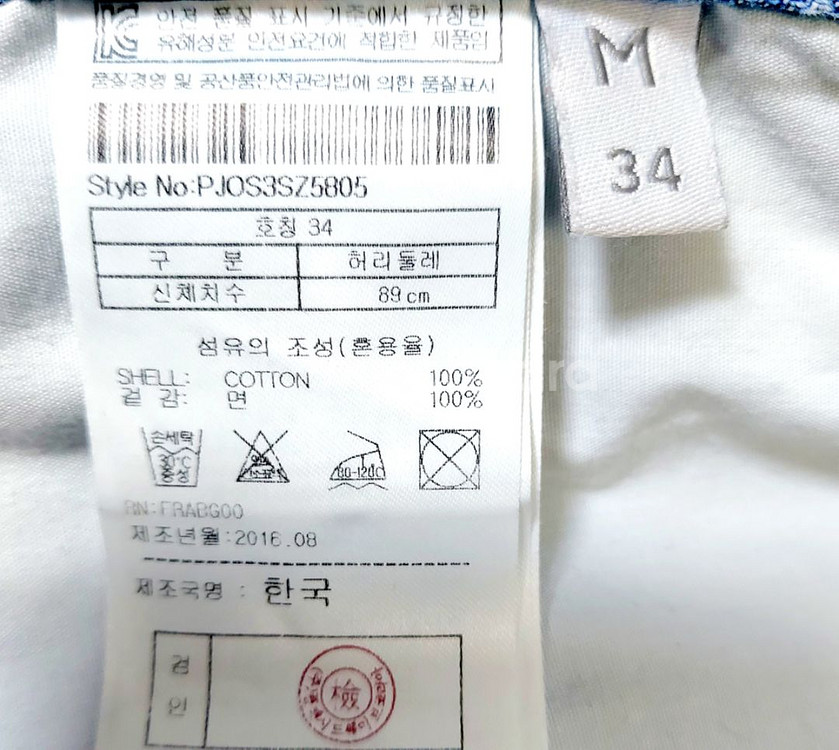 안전 품질 표시 기준에서 규정한
유해성분 안전요건에 적합한 제품임
품질경영 및 공산품안전관리법에 의한 품질표시
Style No:PJOS3SZ5805
호칭 34
구 분 허리둘레
신체치수 89cm
섬유의 조성(혼용율)
SHELL: COTTON 100%
겉 감: 면 100%
손세탁
30℃
중성
80-120℃
RN:FRABG00
제조년월:2016.08
제조국명 : 한국
검
인
檢
M
34